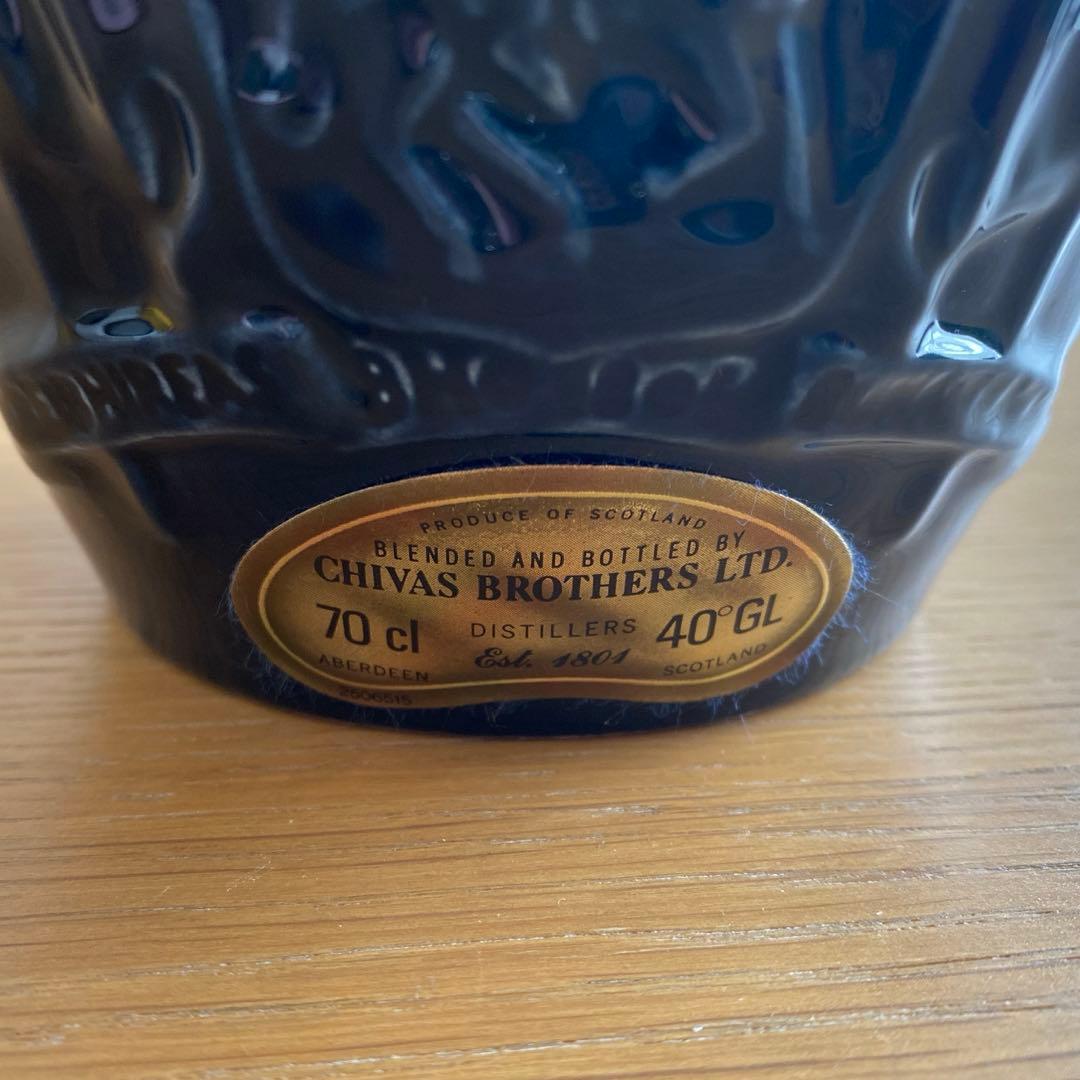 PRODUCE OF SCOTLAND
BLENDED AND BOTTLED BY
CHIVAS BROTHERS LTD.
70 cl DISTILLERS 40°GL
ABERDEEN Est. 1801 SCOTLAND
2506515